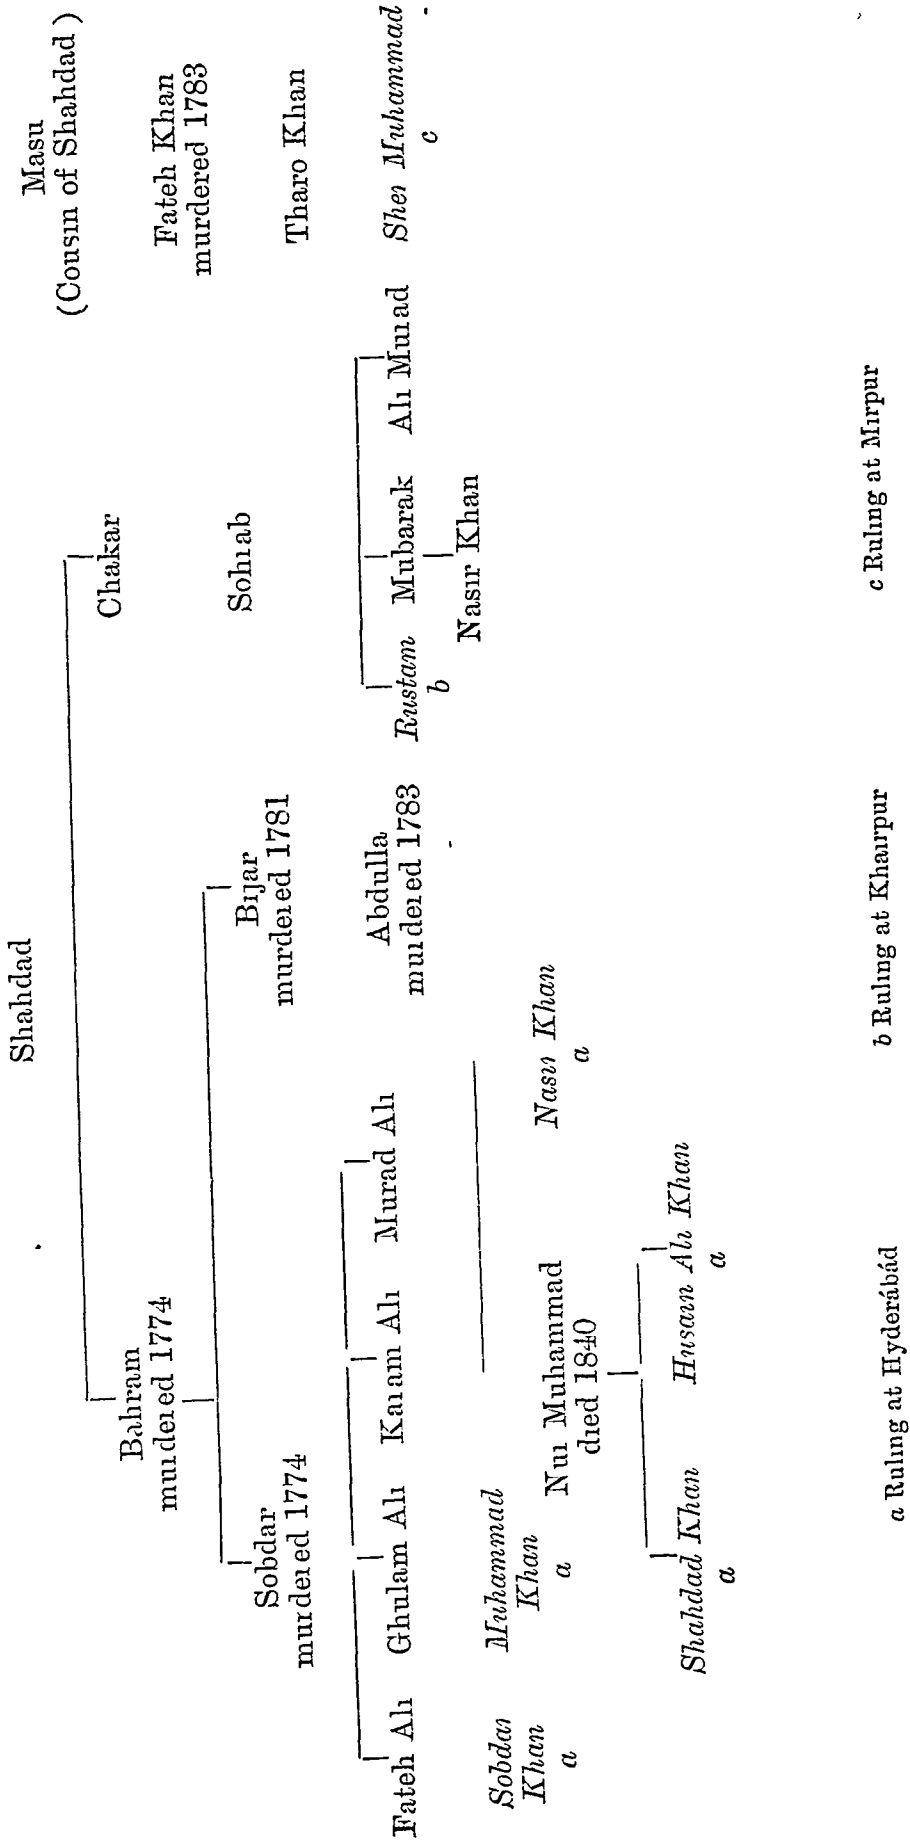 Shahdad
Masu
(Cousin of Shahdad)
Bahram
murdered 1774
Chakar
Fateh Khan
murdered 1783
Sobdar
murdered 1774
Bijar
murdered 1781
Sohrab
Tharo Khan
Fateh Ali Ghulam Ali Karam Ali Murad Ali
Abdulla
murdered 1783
Rustam
b
Mubarak Ali Murad
Sher Muhammad
c
Nasir Khan
Sobdar
Khan
a
Muhammad
Khan
a
Nur Muhammad
died 1840
Nasir Khan
a
Shahdad Khan
a
Husain Ali Khan
a
a Ruling at Hyderábád
b Ruling at Khairpur
c Ruling at Mirpur